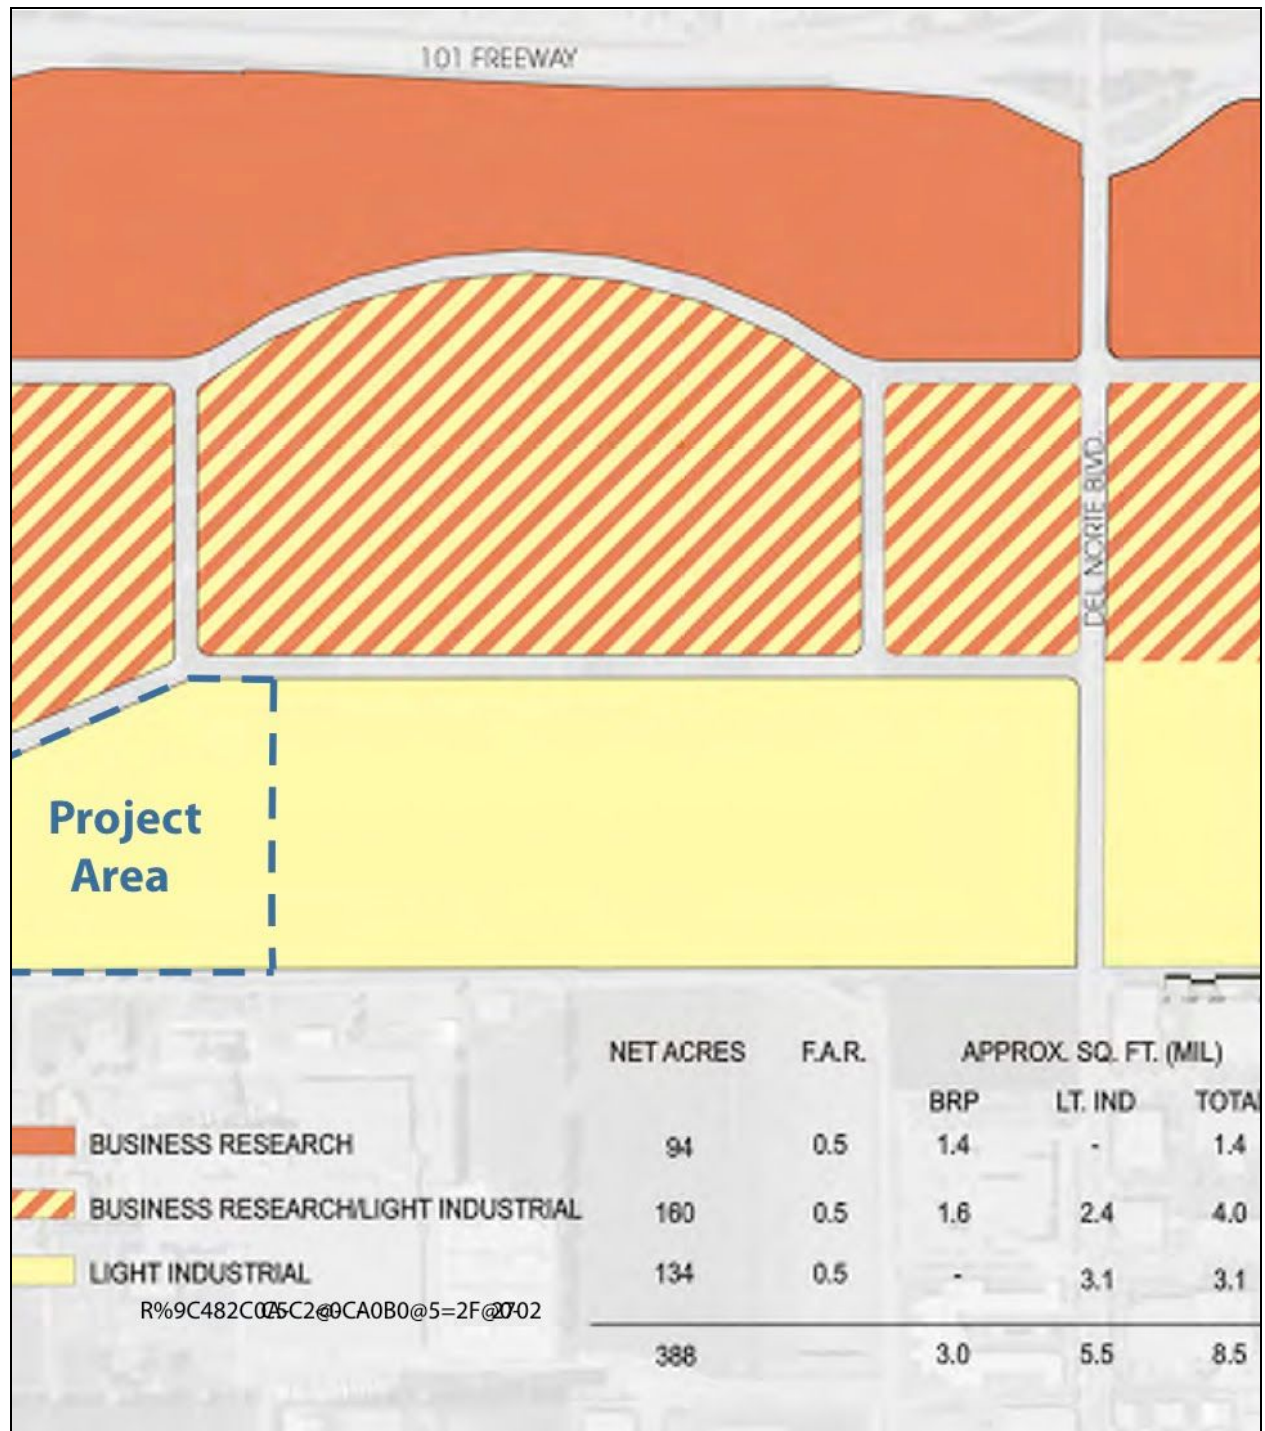 101 FREEWAY
DEL NORTE BLVD.
Project
Area
NET ACRES F.A.R. APPROX. SQ. FT. (MIL)
BRP LT. IND
BUSINESS RESEARCH 94 0.5 1.4 - 1.4
BUSINESS RESEARCH/LIGHT INDUSTRIAL 160 0.5 1.6 2.4 4.0
LIGHT INDUSTRIAL 134 0.5 - 3.1 3.1
388 3.0 5.5 8.5